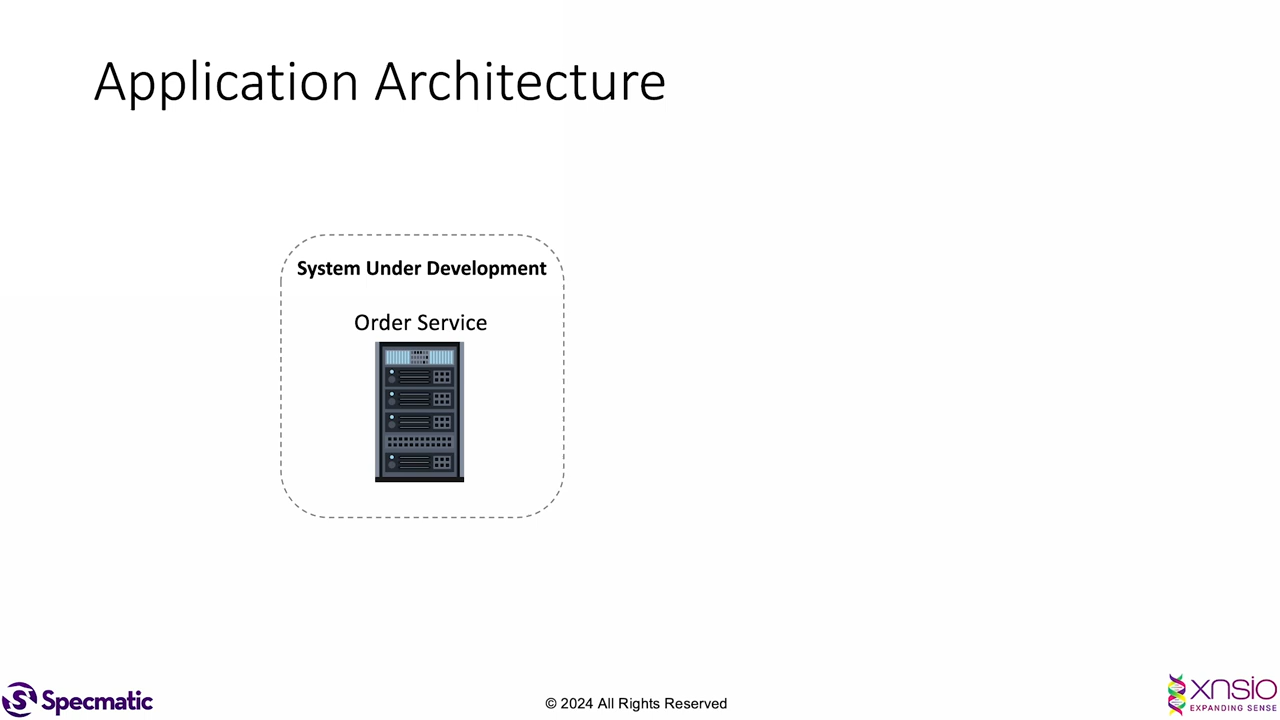 Application Architecture
System Under Development
Order Service
Specmatic
© 2024 All Rights Reserved
xnsio
EXPANDING SENSE